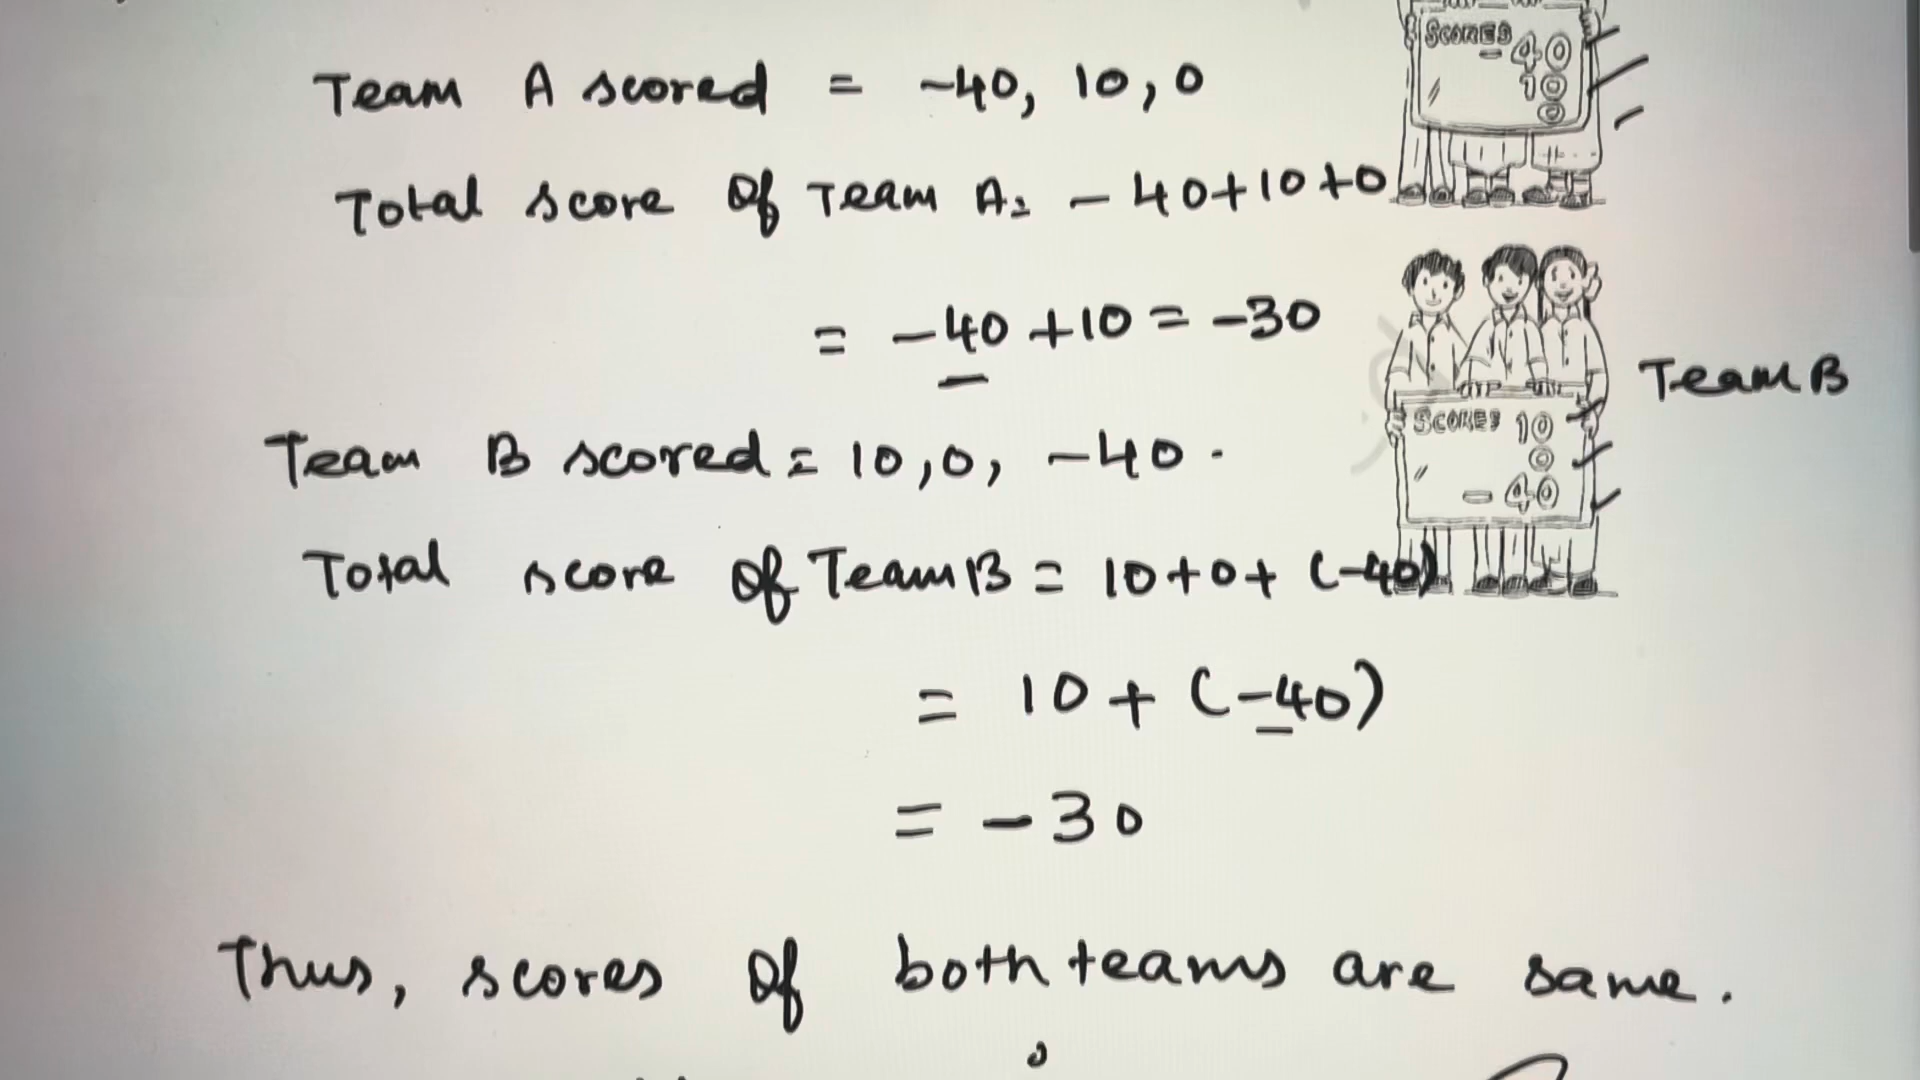 Team A scored = -40, 10, 0
SCORES -40
10
0
Total score of Team A = -40+10+0
= -40 +10 = -30
Team B
SCORES 10
0
-40
Team B scored = 10, 0, -40.
Total score of Team B = 10+0+ (-40)
= 10 + (-40)
= -30
Thus, scores of both teams are same.